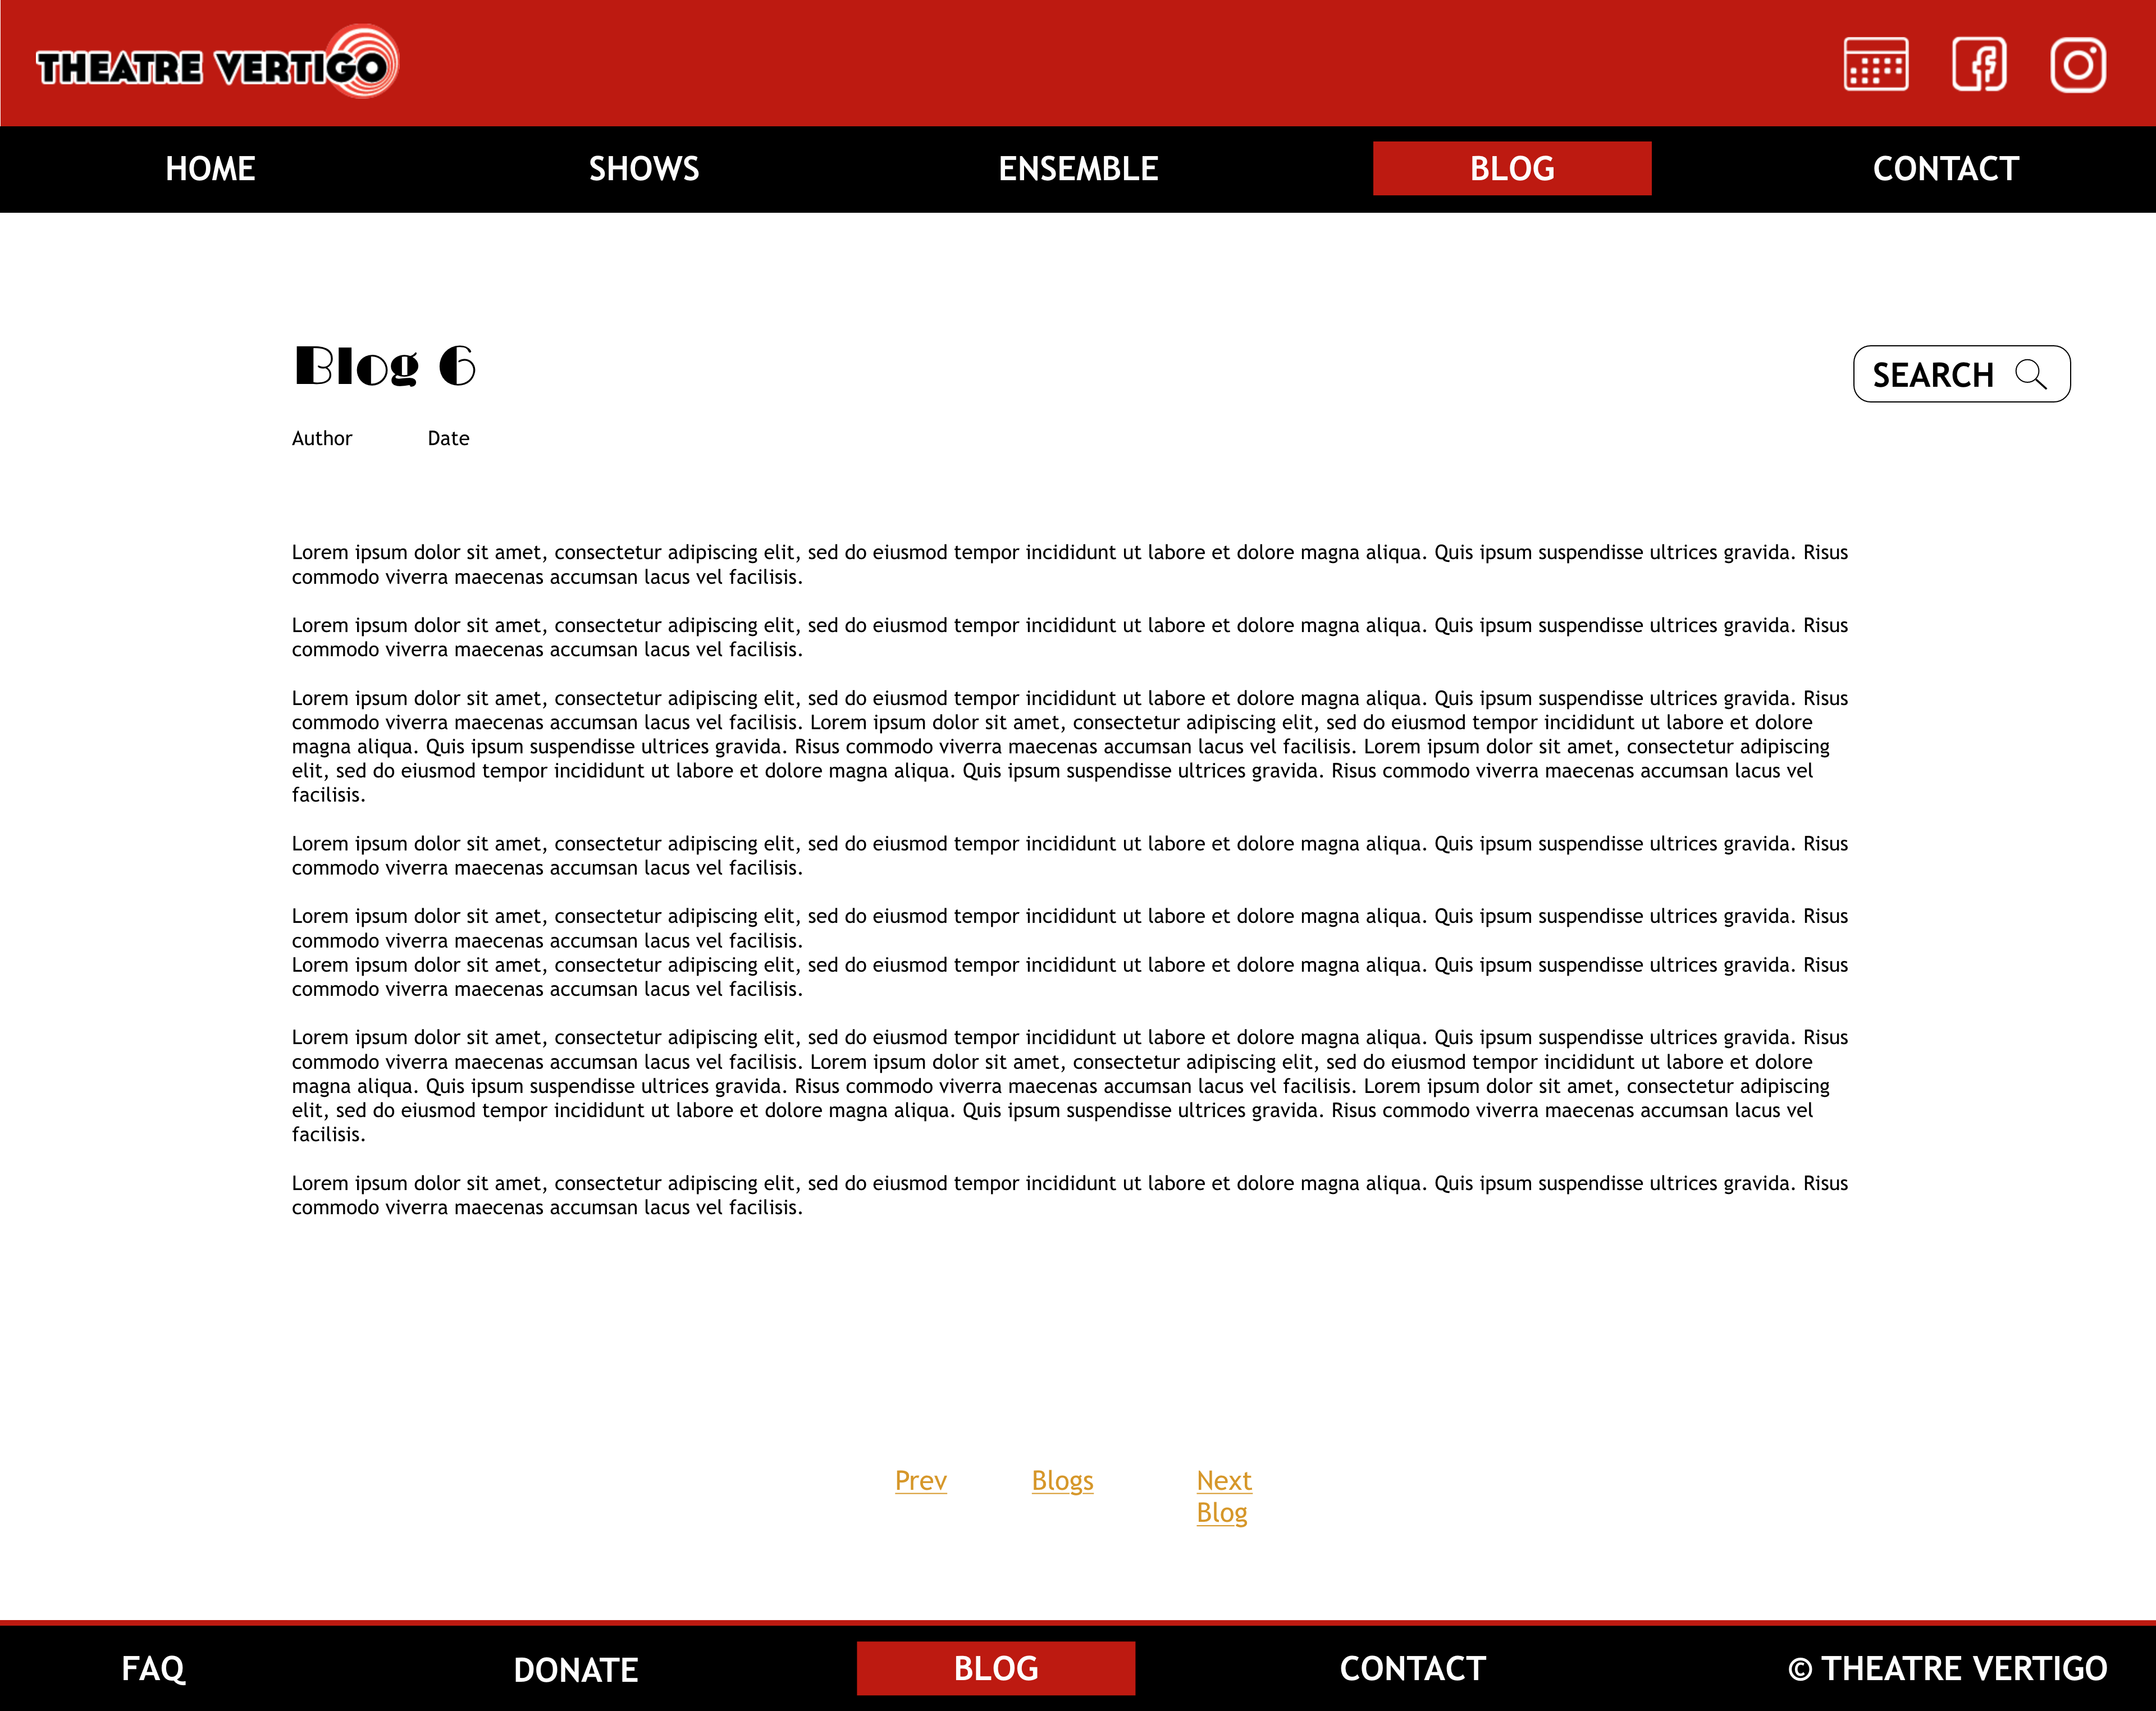 THEATRE VERTIGO
HOME SHOWS ENSEMBLE BLOG CONTACT
Blog 6
SEARCH
Author Date
Lorem ipsum dolor sit amet, consectetur adipiscing elit, sed do eiusmod tempor incididunt ut labore et dolore magna aliqua. Quis ipsum suspendisse ultrices gravida. Risus
commodo viverra maecenas accumsan lacus vel facilisis.
Lorem ipsum dolor sit amet, consectetur adipiscing elit, sed do eiusmod tempor incididunt ut labore et dolore magna aliqua. Quis ipsum suspendisse ultrices gravida. Risus
commodo viverra maecenas accumsan lacus vel facilisis.
Lorem ipsum dolor sit amet, consectetur adipiscing elit, sed do eiusmod tempor incididunt ut labore et dolore magna aliqua. Quis ipsum suspendisse ultrices gravida. Risus
commodo viverra maecenas accumsan lacus vel facilisis. Lorem ipsum dolor sit amet, consectetur adipiscing elit, sed do eiusmod tempor incididunt ut labore et dolore
magna aliqua. Quis ipsum suspendisse ultrices gravida. Risus commodo viverra maecenas accumsan lacus vel facilisis. Lorem ipsum dolor sit amet, consectetur adipiscing
elit, sed do eiusmod tempor incididunt ut labore et dolore magna aliqua. Quis ipsum suspendisse ultrices gravida. Risus commodo viverra maecenas accumsan lacus vel
facilisis.
Lorem ipsum dolor sit amet, consectetur adipiscing elit, sed do eiusmod tempor incididunt ut labore et dolore magna aliqua. Quis ipsum suspendisse ultrices gravida. Risus
commodo viverra maecenas accumsan lacus vel facilisis.
Lorem ipsum dolor sit amet, consectetur adipiscing elit, sed do eiusmod tempor incididunt ut labore et dolore magna aliqua. Quis ipsum suspendisse ultrices gravida. Risus
commodo viverra maecenas accumsan lacus vel facilisis.
Lorem ipsum dolor sit amet, consectetur adipiscing elit, sed do eiusmod tempor incididunt ut labore et dolore magna aliqua. Quis ipsum suspendisse ultrices gravida. Risus
commodo viverra maecenas accumsan lacus vel facilisis.
Lorem ipsum dolor sit amet, consectetur adipiscing elit, sed do eiusmod tempor incididunt ut labore et dolore magna aliqua. Quis ipsum suspendisse ultrices gravida. Risus
commodo viverra maecenas accumsan lacus vel facilisis. Lorem ipsum dolor sit amet, consectetur adipiscing elit, sed do eiusmod tempor incididunt ut labore et dolore
magna aliqua. Quis ipsum suspendisse ultrices gravida. Risus commodo viverra maecenas accumsan lacus vel facilisis. Lorem ipsum dolor sit amet, consectetur adipiscing
elit, sed do eiusmod tempor incididunt ut labore et dolore magna aliqua. Quis ipsum suspendisse ultrices gravida. Risus commodo viverra maecenas accumsan lacus vel
facilisis.
Lorem ipsum dolor sit amet, consectetur adipiscing elit, sed do eiusmod tempor incididunt ut labore et dolore magna aliqua. Quis ipsum suspendisse ultrices gravida. Risus
commodo viverra maecenas accumsan lacus vel facilisis.
Prev Blogs Next
Blog
FAQ DONATE BLOG CONTACT © THEATRE VERTIGO